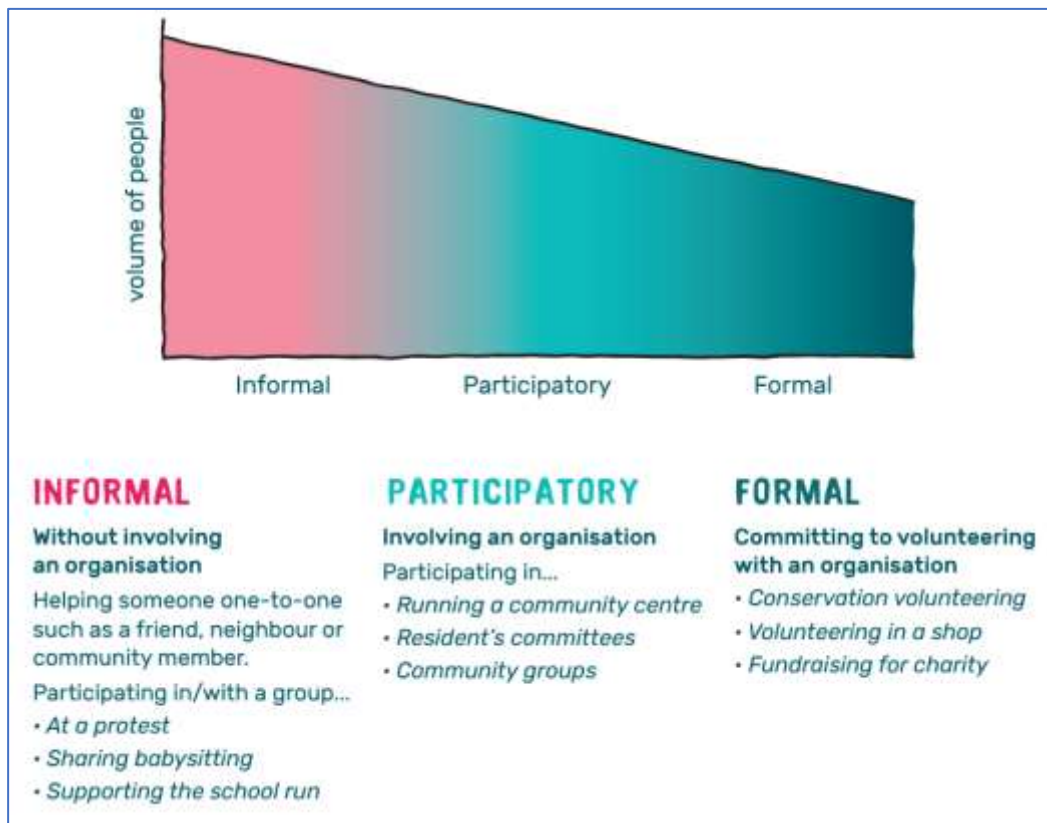 volume of people
Informal
Participatory
Formal
INFORMAL
Without involving
an organisation
Helping someone one-to-one
such as a friend, neighbour or
community member.
Participating in/with a group...
• At a protest
• Sharing babysitting
• Supporting the school run
PARTICIPATORY
Involving an organisation
Participating in...
• Running a community centre
• Resident's committees
• Community groups
FORMAL
Committing to volunteering
with an organisation
• Conservation volunteering
• Volunteering in a shop
• Fundraising for charity